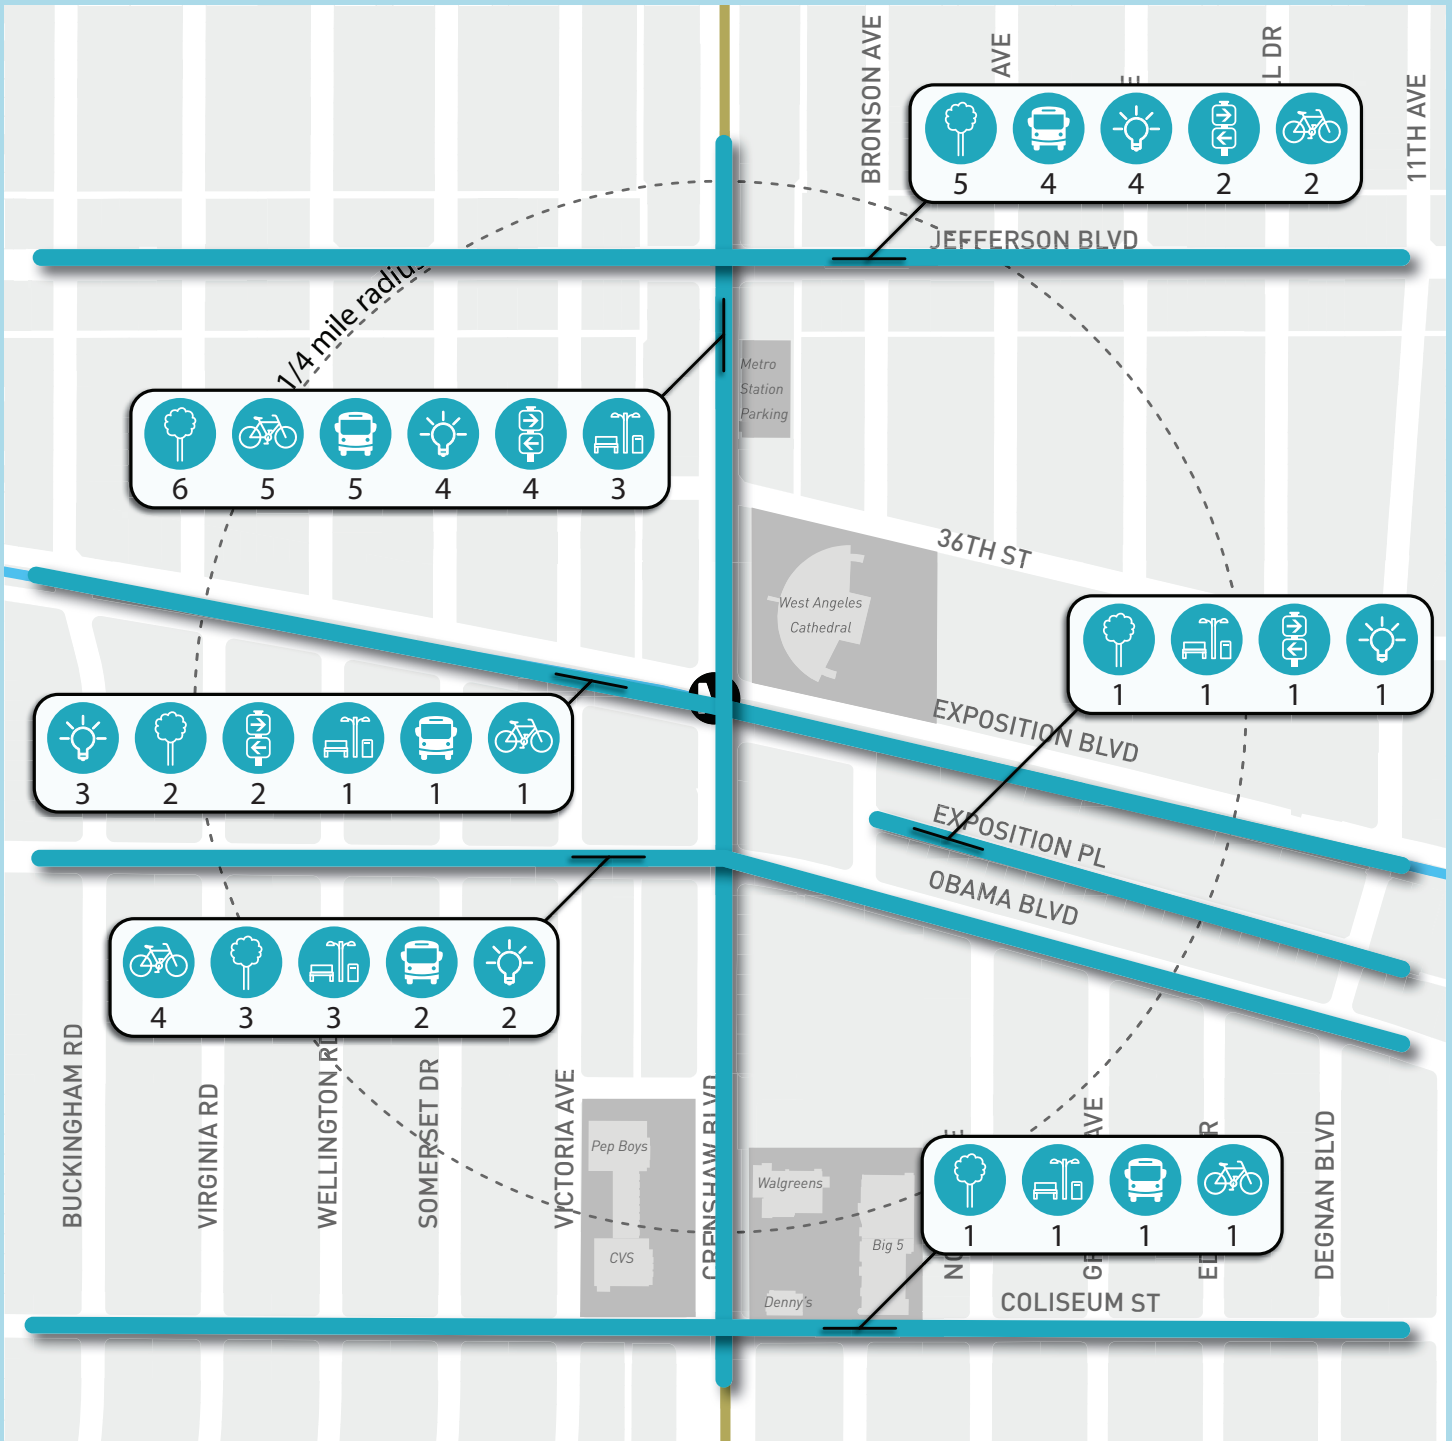 BRONSON AVE
AVE
LL DR
11TH AVE
5 4 4 2 2
JEFFERSON BLVD
1/4 mile radius
Metro
Station
Parking
6 5 5 4 4 3
36TH ST
West Angeles
Cathedral
1 1 1 1
EXPOSITION BLVD
3 2 2 1 1 1
EXPOSITION PL
OBAMA BLVD
4 3 3 2 2
BUCKINGHAM RD
VIRGINIA RD
WELLINGTON RD
SOMERSET DR
VICTORIA AVE
CRENSHAW BLVD
Pep Boys
CVS
Walgreens
Big 5
Denny's
AVE
1 1 1 1
DEGNAN BLVD
COLISEUM ST